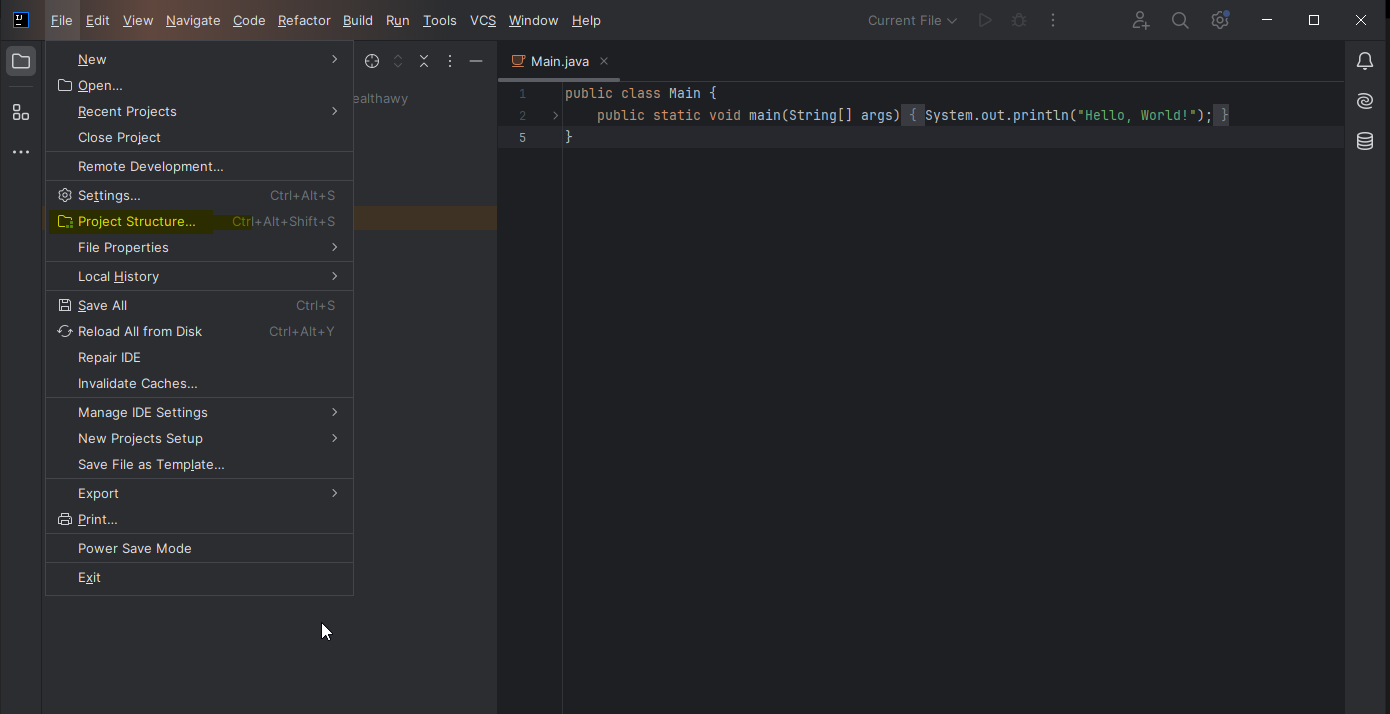 File Edit View Navigate Code Refactor Build Run Tools VCS Window Help Current File
New
Open...
Recent Projects
Close Project
Remote Development...
Settings... Ctrl+Alt+S
Project Structure... Ctrl+Alt+Shift+S
File Properties
Local History
Save All Ctrl+S
Reload All from Disk Ctrl+Alt+Y
Repair IDE
Invalidate Caches...
Manage IDE Settings
New Projects Setup
Save File as Template...
Export
Print...
Power Save Mode
Exit
ealthawy
Main.java
1 public class Main {
2 public static void main(String[] args) { System.out.println("Hello, World!"); }
5 }